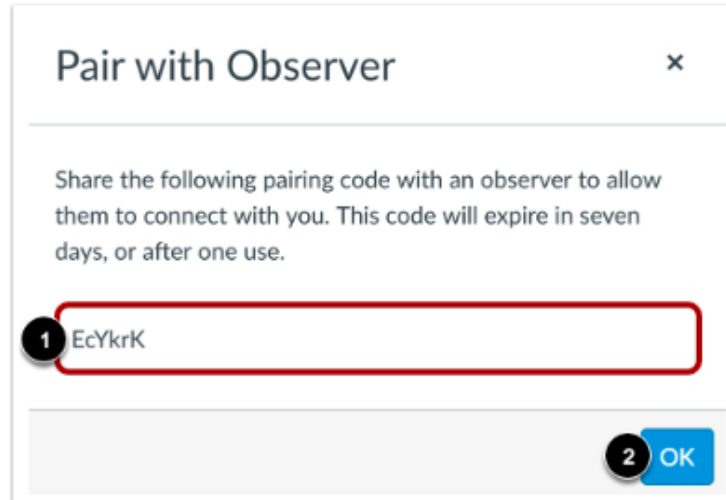 Pair with Observer ×
Share the following pairing code with an observer to allow
them to connect with you. This code will expire in seven
days, or after one use.
1 EcYkrK
2 OK